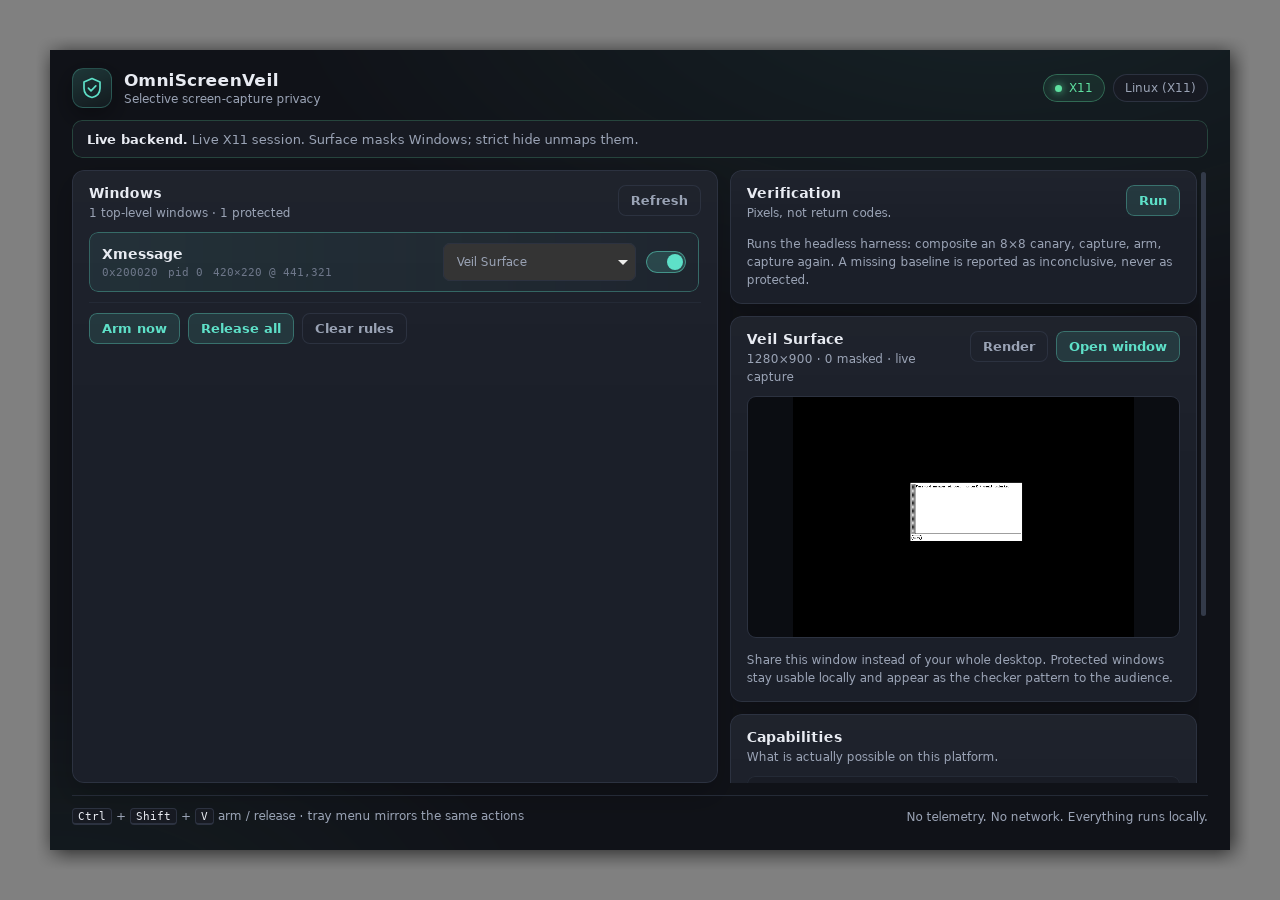 OmniScreenVeil
Selective screen-capture privacy
X11
Linux (X11)
Live backend. Live X11 session. Surface masks Windows; strict hide unmaps them.
Windows
1 top-level windows · 1 protected
Refresh
Xmessage
0x200020 pid 0 420×220 @ 441,321
Veil Surface
Arm now
Release all
Clear rules
Verification
Pixels, not return codes.
Run
Runs the headless harness: composite an 8×8 canary, capture, arm,
capture again. A missing baseline is reported as inconclusive, never as
protected.
Veil Surface
1280×900 · 0 masked · live
capture
Render
Open window
Share this window instead of your whole desktop. Protected windows
stay usable locally and appear as the checker pattern to the audience.
Capabilities
What is actually possible on this platform.
Ctrl + Shift + V arm / release · tray menu mirrors the same actions
No telemetry. No network. Everything runs locally.